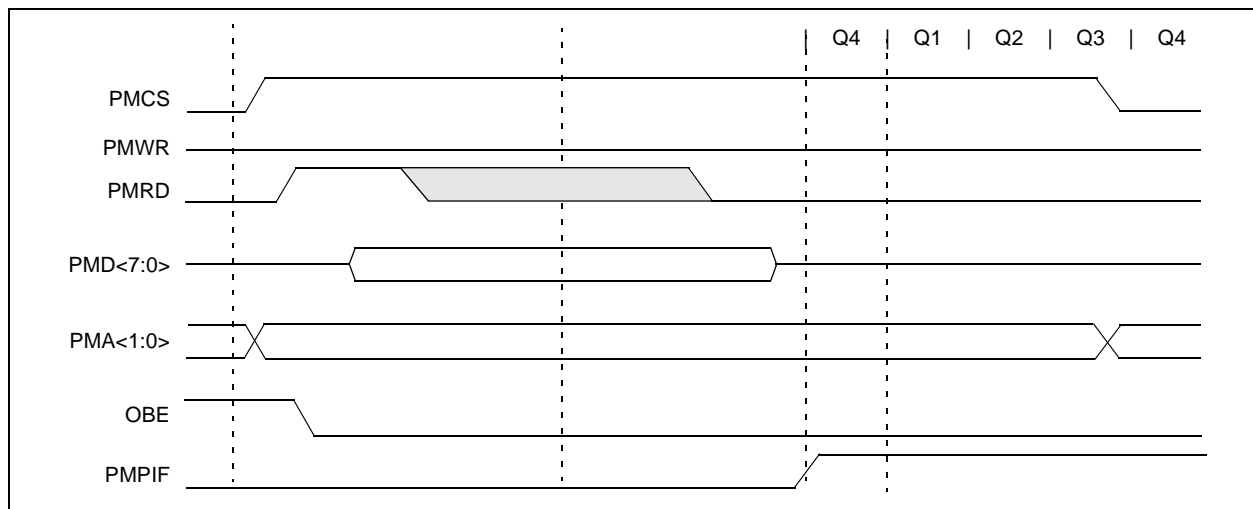 | Q4 | Q1 | Q2 | Q3 | Q4
PMCS
PMWR
PMRD
PMD<7:0>
PMA<1:0>
OBE
PMPIF